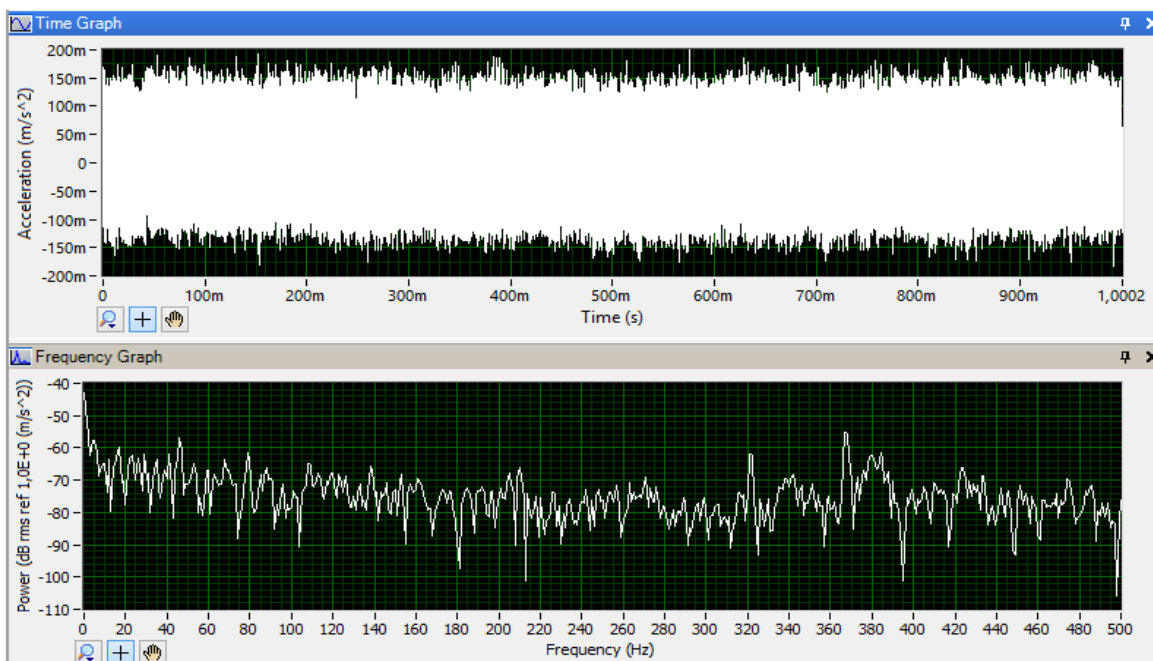 Time Graph
Acceleration (m/s^2)
200m
150m
100m
50m
0
-50m
-100m
-150m
-200m
0 100m 200m 300m 400m 500m 600m 700m 800m 900m 1,0002
Time (s)
Frequency Graph
Power (dB rms ref 1,0E+0 (m/s^2))
-40
-50
-60
-70
-80
-90
-100
-110
0 20 40 60 80 100 120 140 160 180 200 220 240 260 280 300 320 340 360 380 400 420 440 460 480 500
Frequency (Hz)